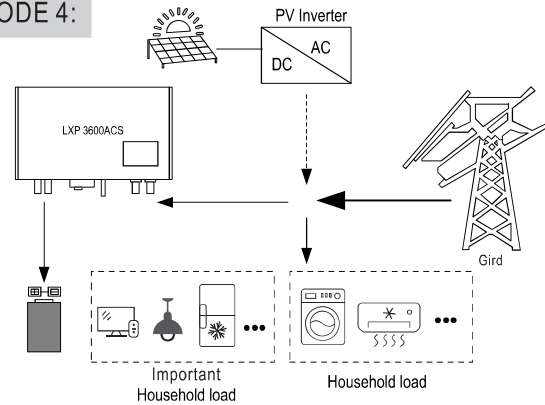 ODE 4:
PV Inverter
AC
DC
LXP 3600ACS
Gird
Important
Household load
Household load